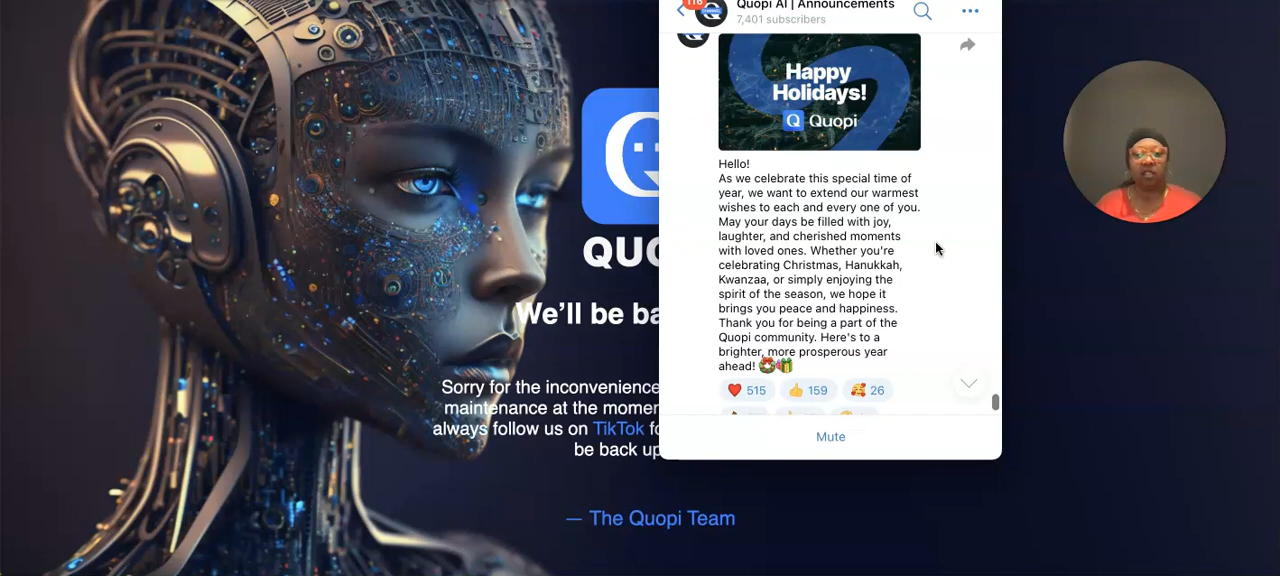 116
Quopi AI | Announcements
7,401 subscribers
Happy
Holidays!
Q Quopi
Hello!
As we celebrate this special time of
year, we want to extend our warmest
wishes to each and every one of you.
May your days be filled with joy,
laughter, and cherished moments
with loved ones. Whether you're
celebrating Christmas, Hanukkah,
Kwanzaa, or simply enjoying the
spirit of the season, we hope it
brings you peace and happiness.
Thank you for being a part of the
Quopi community. Here's to a
brighter, more prosperous year
ahead!
515 159 26
Mute
QUO
We'll be ba
Sorry for the inconvenience
maintenance at the momen
always follow us on TikTok fo
be back up
— The Quopi Team